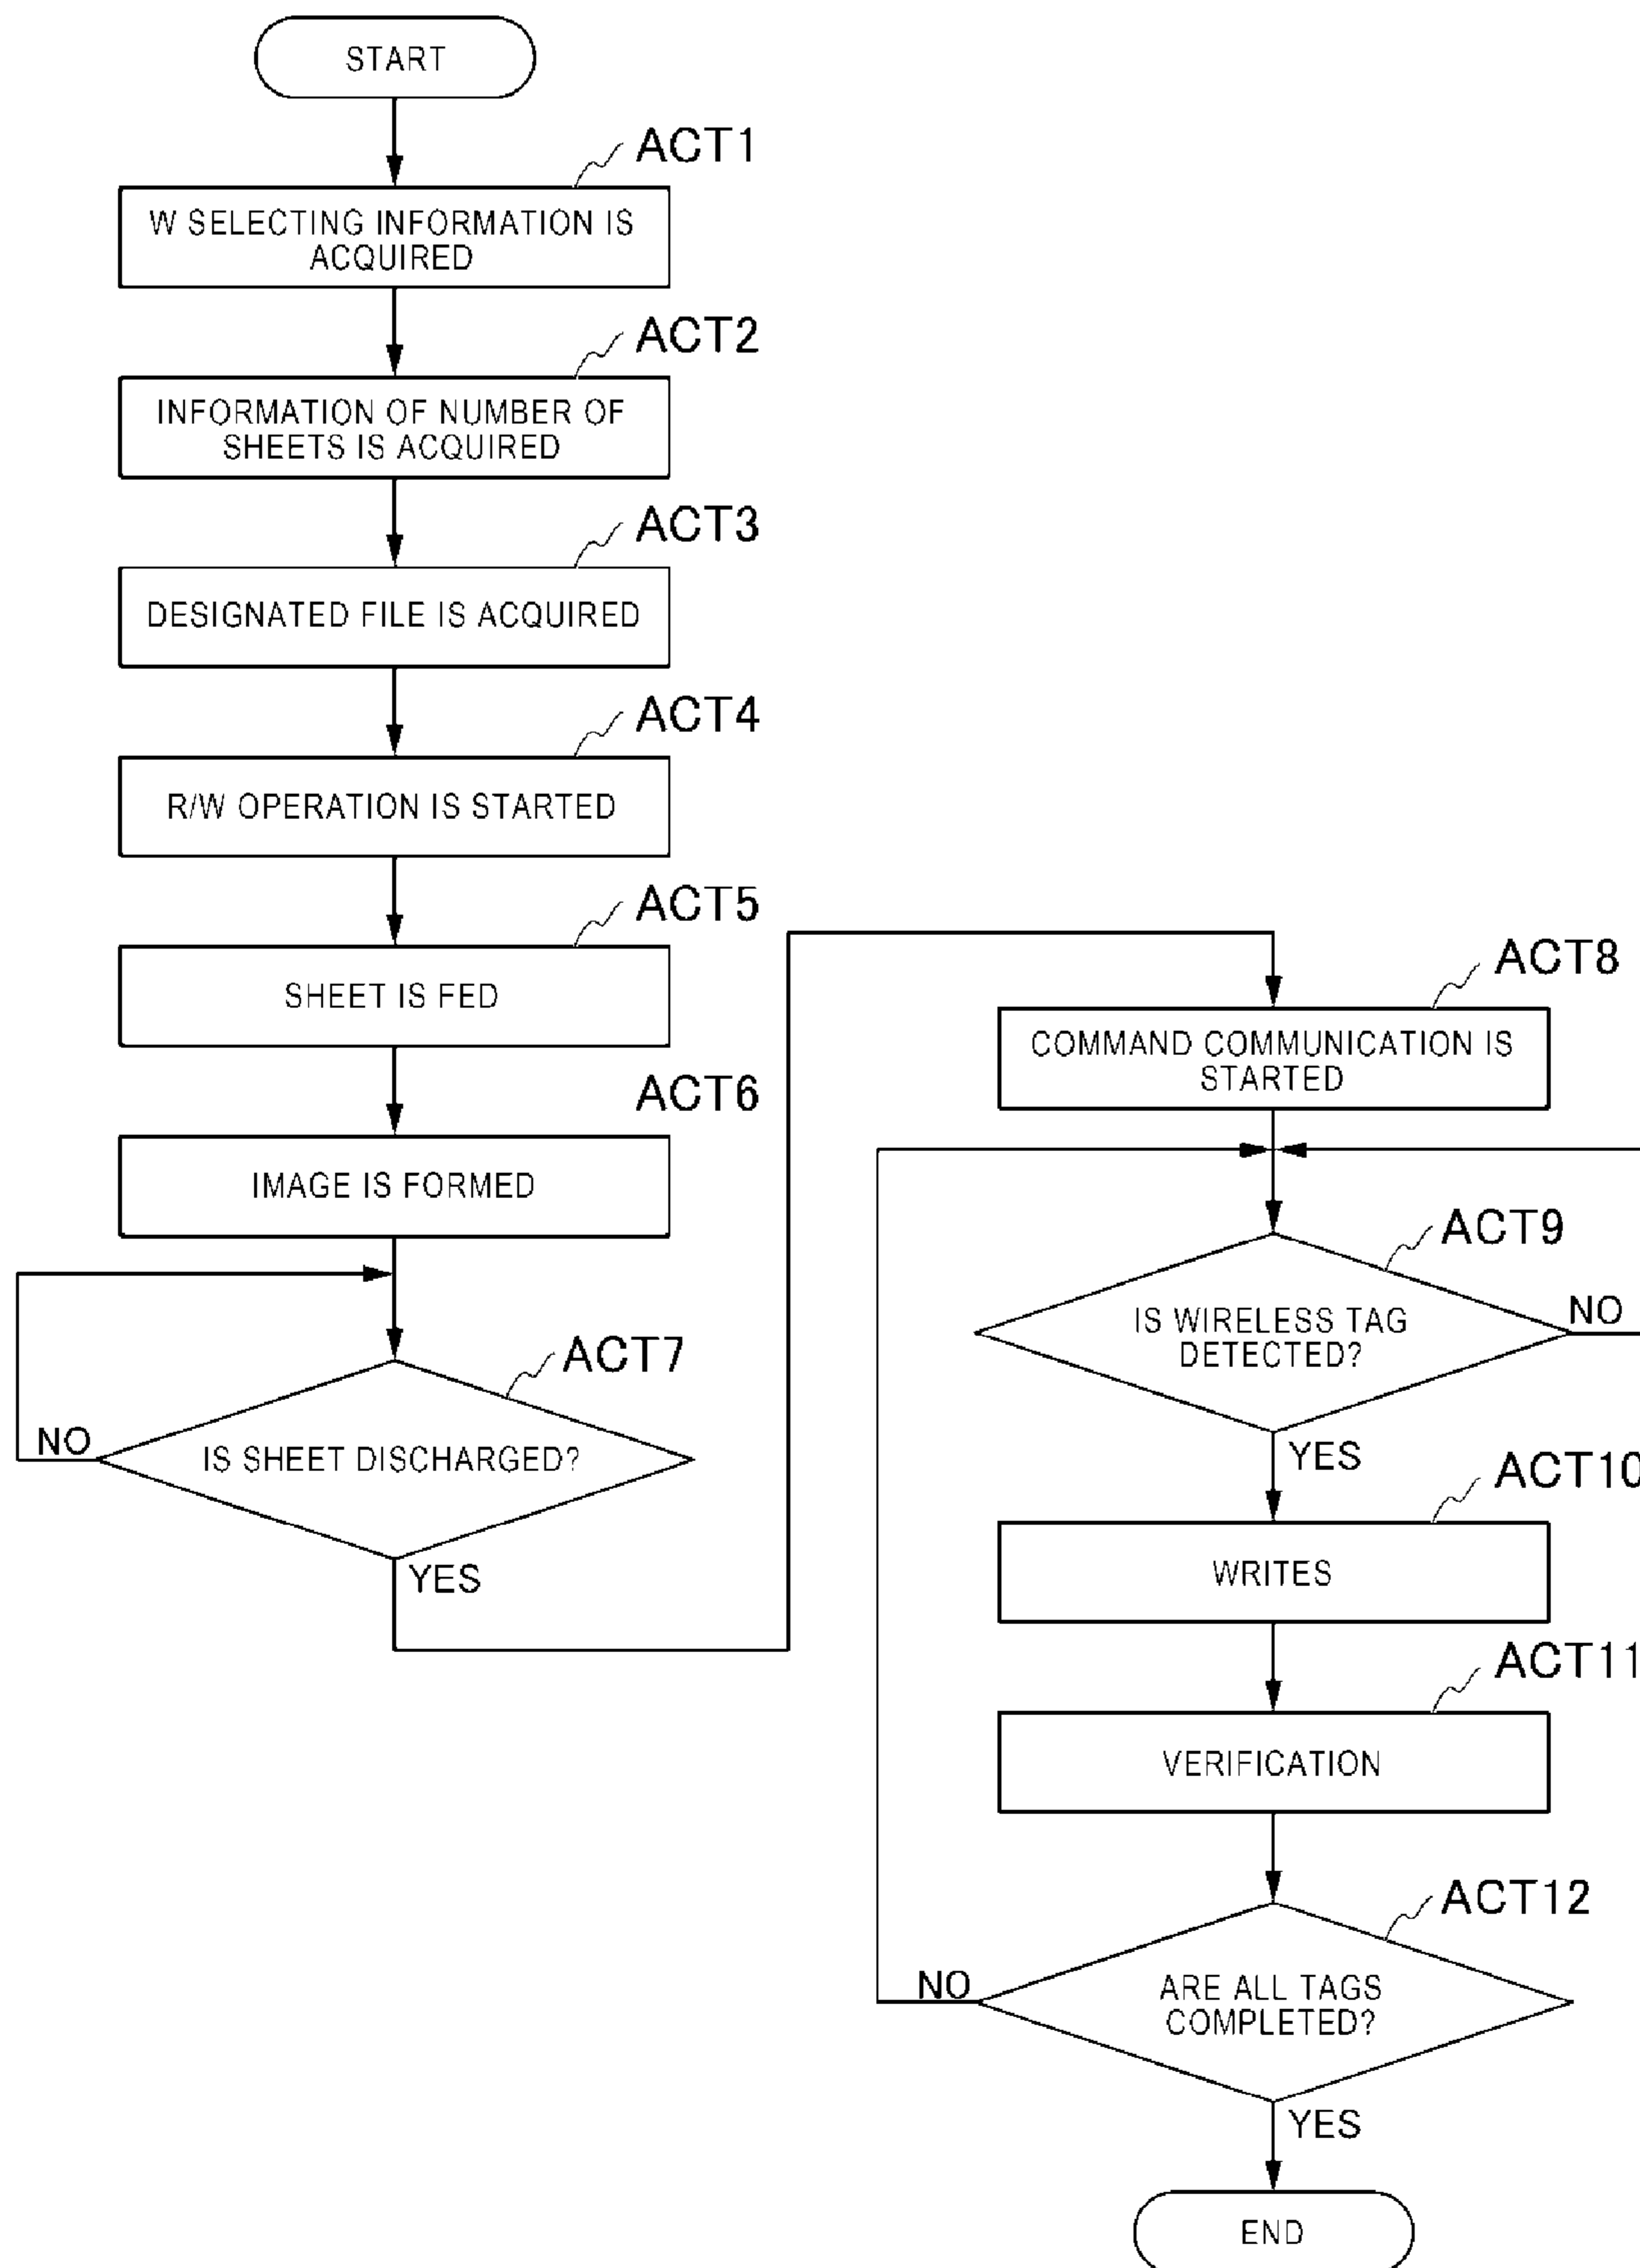 START
ACT1
W SELECTING INFORMATION IS
ACQUIRED
ACT2
INFORMATION OF NUMBER OF
SHEETS IS ACQUIRED
ACT3
DESIGNATED FILE IS ACQUIRED
ACT4
R/W OPERATION IS STARTED
ACT5
SHEET IS FED
ACT6
IMAGE IS FORMED
ACT7
IS SHEET DISCHARGED?
NO
YES
ACT8
COMMAND COMMUNICATION IS
STARTED
ACT9
IS WIRELESS TAG
DETECTED?
NO
YES
ACT10
WRITES
ACT11
VERIFICATION
ACT12
ARE ALL TAGS
COMPLETED?
NO
YES
END